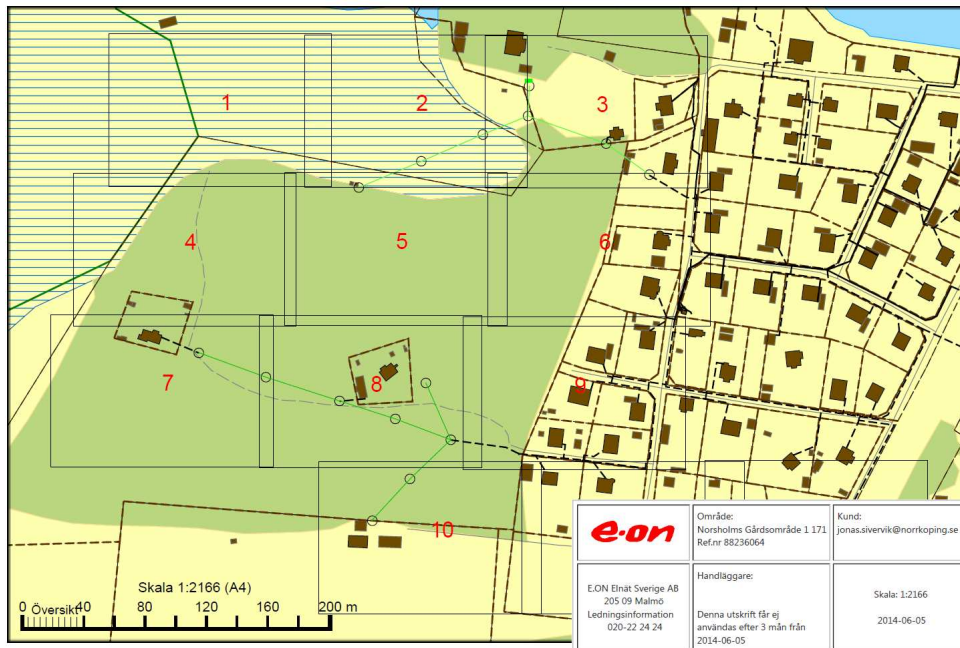 1
2
3
4
5
6
7
8
9
10
Skala 1:2166 (A4)
0 Översikt 40 80 120 160 200 m
e·on
Område:
Norsholms Gårdsområde 1 171
Ref.nr 88236064
Kund:
jonas.sivervik@norrkoping.se
E.ON Elnät Sverige AB
205 09 Malmö
Ledningsinformation
020-22 24 24
Handläggare:
Denna utskrift får ej
användas efter 3 mån från
2014-06-05
Skala: 1:2166
2014-06-05